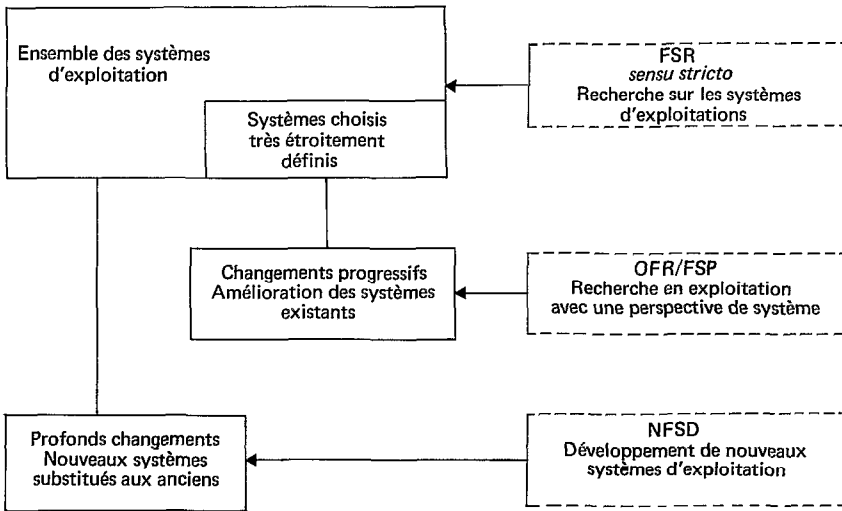 Ensemble des systèmes
d'exploitation
Systèmes choisis
très étroitement
définis
FSR
sensu stricto
Recherche sur les systèmes
d'exploitations
Changements progressifs
Amélioration des systèmes
existants
OFR/FSP
Recherche en exploitation
avec une perspective de système
Profonds changements
Nouveaux systèmes
substitués aux anciens
NFSD
Développement de nouveaux
systèmes d'exploitation